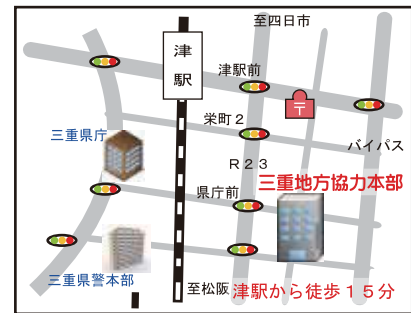 至四日市
津駅
津駅前
〒
栄町２
三重県庁
バイパス
Ｒ２３
三重地方協力本部
県庁前
三重県警本部
至松阪
津駅から徒歩１５分